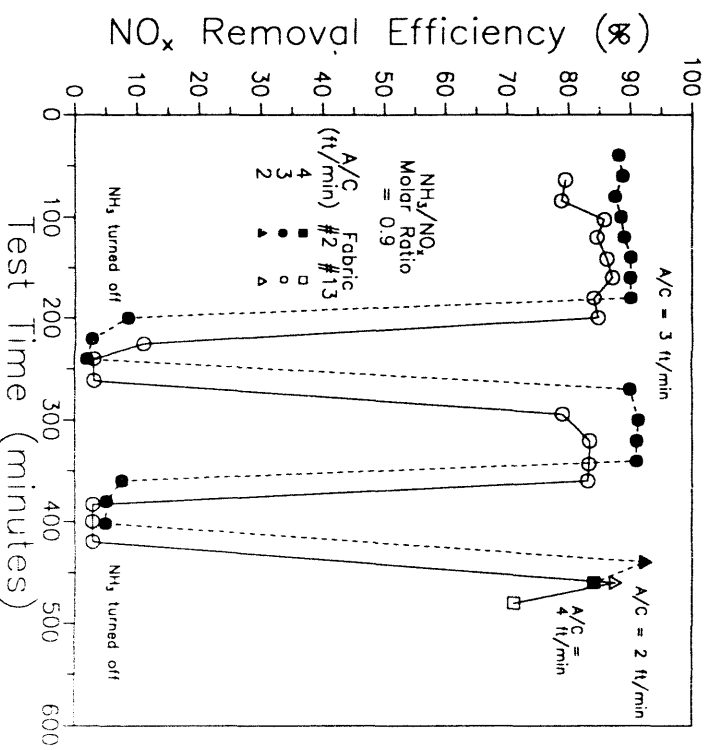 NOx Removal Efficiency (%)
100
90
80
70
60
50
40
30
20
10
0
0
100
200
300
400
500
600
Test Time (minutes)
NH₃/NOx
Molar Ratio
= 0.9
A/C Fabric
(ft/min) #2 #13
4 ■ □
3 ● ○
2 ▲ △
A/C = 3 ft/min
A/C = 2 ft/min
A/C =
4 ft/min
NH₃ turned off
NH₃ turned off